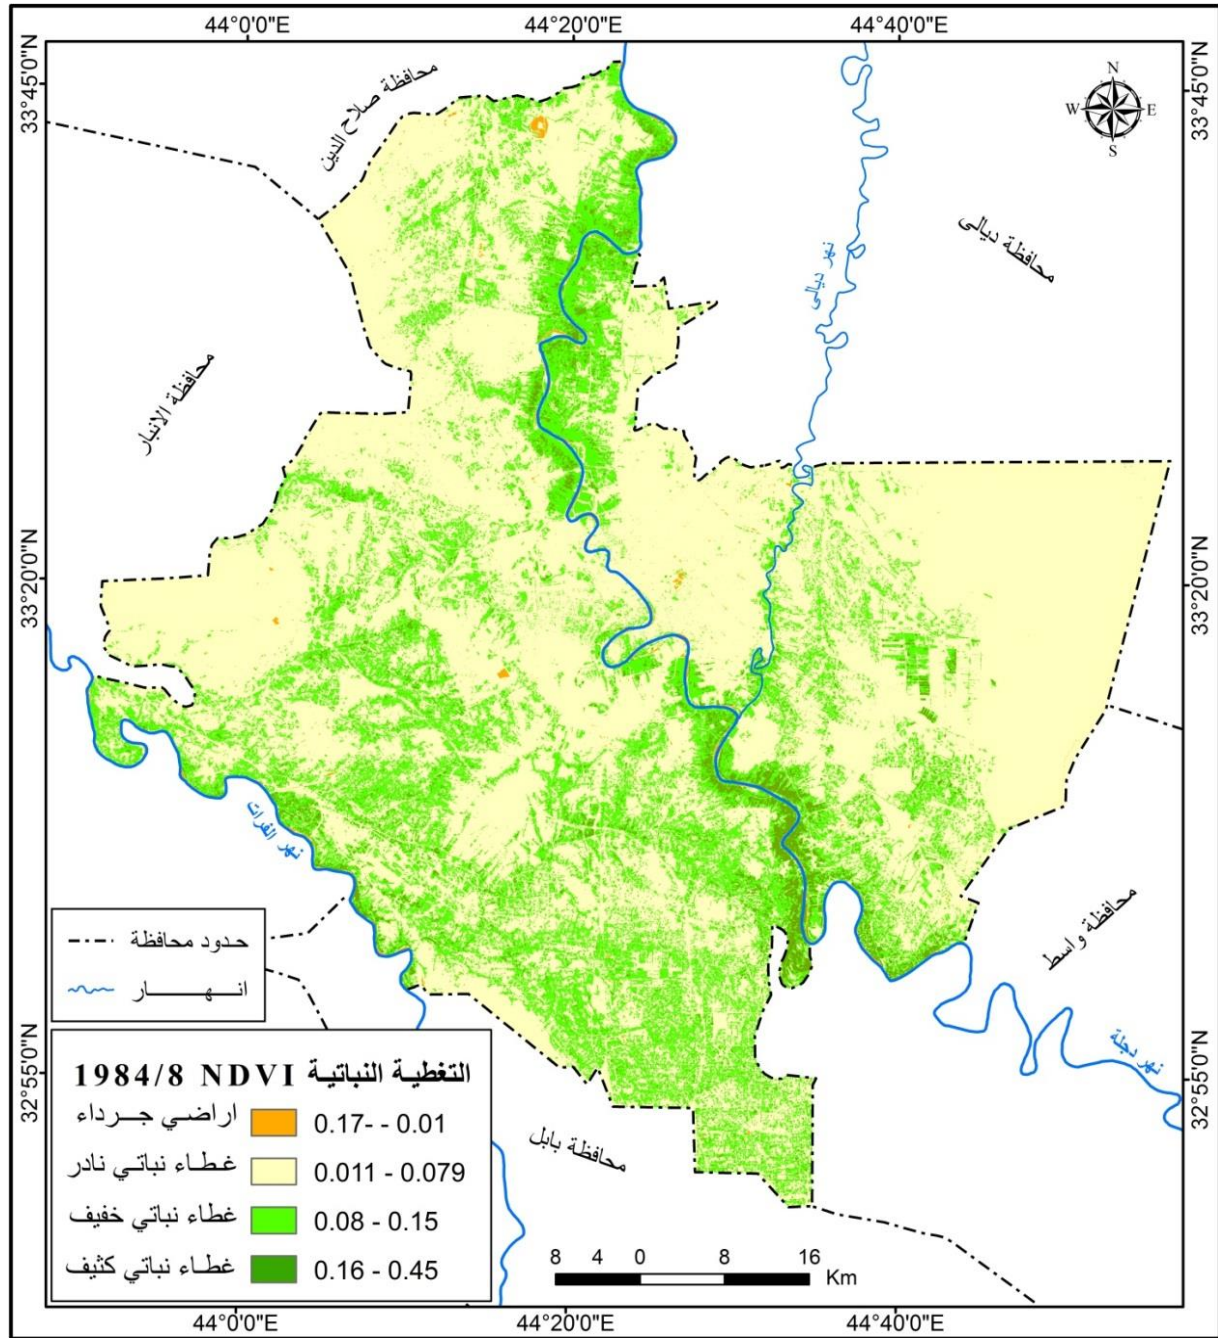 44°0'0"E 44°20'0"E 44°40'0"E
33°45'0"N
33°45'0"N
N
W E
S
محافظة صلاح الدين
محافظة ديالى
نهر ديالى
محافظة الانبار
33°20'0"N
33°20'0"N
نهر الفرات
محافظة واسط
نهر دجلة
حدود محافظة
انـهـــــار
32°55'0"N
32°55'0"N
التغطية النباتية 1984/8 NDVI
اراضي جرداء 0.17- - 0.01
غطاء نباتي نادر 0.011 - 0.079
غطاء نباتي خفيف 0.08 - 0.15
غطاء نباتي كثيف 0.16 - 0.45
محافظة بابل
8 4 0 8 16
Km
44°0'0"E 44°20'0"E 44°40'0"E